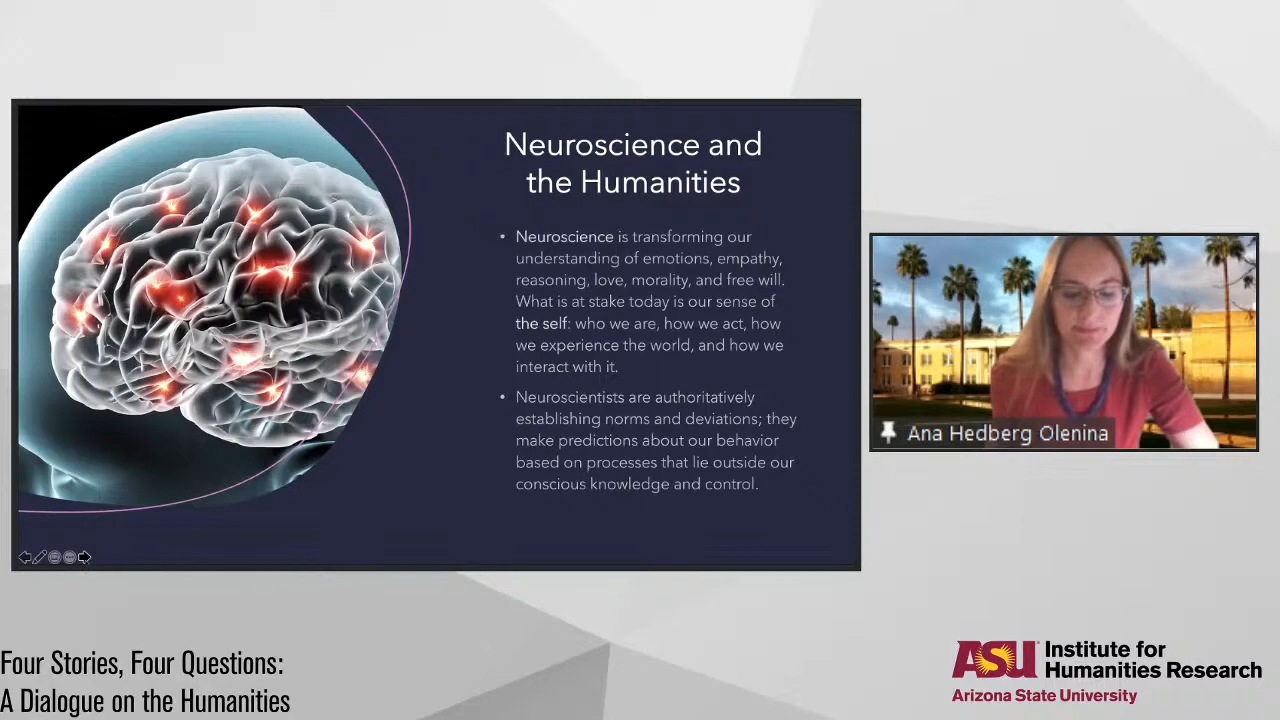 Neuroscience and
the Humanities
• Neuroscience is transforming our
understanding of emotions, empathy,
reasoning, love, morality, and free will.
What is at stake today is our sense of
the self: who we are, how we act, how
we experience the world, and how we
interact with it.
• Neuroscientists are authoritatively
establishing norms and deviations; they
make predictions about our behavior
based on processes that lie outside our
conscious knowledge and control.
Ana Hedberg Olenina
Four Stories, Four Questions:
A Dialogue on the Humanities
ASU Institute for
Humanities Research
Arizona State University